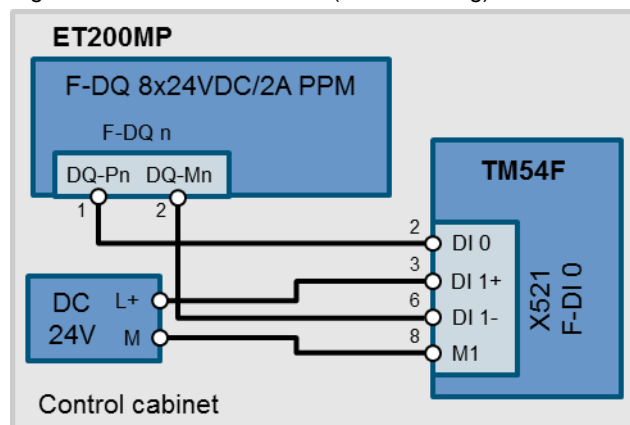 ET200MP
F-DQ 8x24VDC/2A PPM
F-DQ n
DQ-Pn DQ-Mn
1 2
TM54F
2 DI 0
3 DI 1+
6 DI 1-
8 M1
X521
F-DI 0
DC 24V
L+
M
Control cabinet